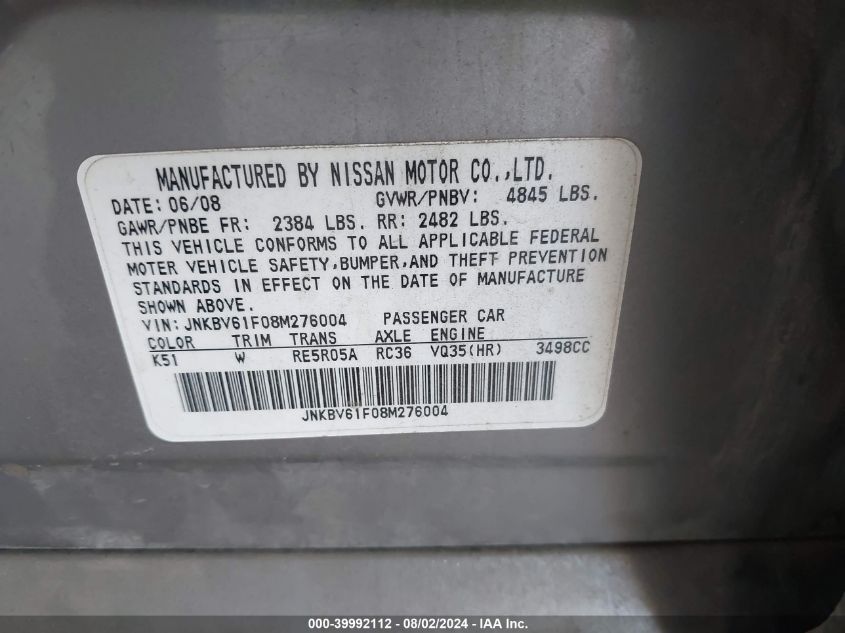 MANUFACTURED BY NISSAN MOTOR CO.,LTD.
DATE: 06/08 GVWR/PNBV: 4845 LBS.
GAWR/PNBE FR: 2384 LBS. RR: 2482 LBS.
THIS VEHICLE CONFORMS TO ALL APPLICABLE FEDERAL
MOTER VEHICLE SAFETY,BUMPER,AND THEFT PREVENTION
STANDARDS IN EFFECT ON THE DATE OF MANUFACTURE
SHOWN ABOVE.
VIN: JNKBV61F08M276004 PASSENGER CAR
COLOR TRIM TRANS AXLE ENGINE
K51 W RE5R05A RC36 VQ35(HR) 3498CC
JNKBV61F08M276004
000-39992112 - 08/02/2024 - IAA Inc.